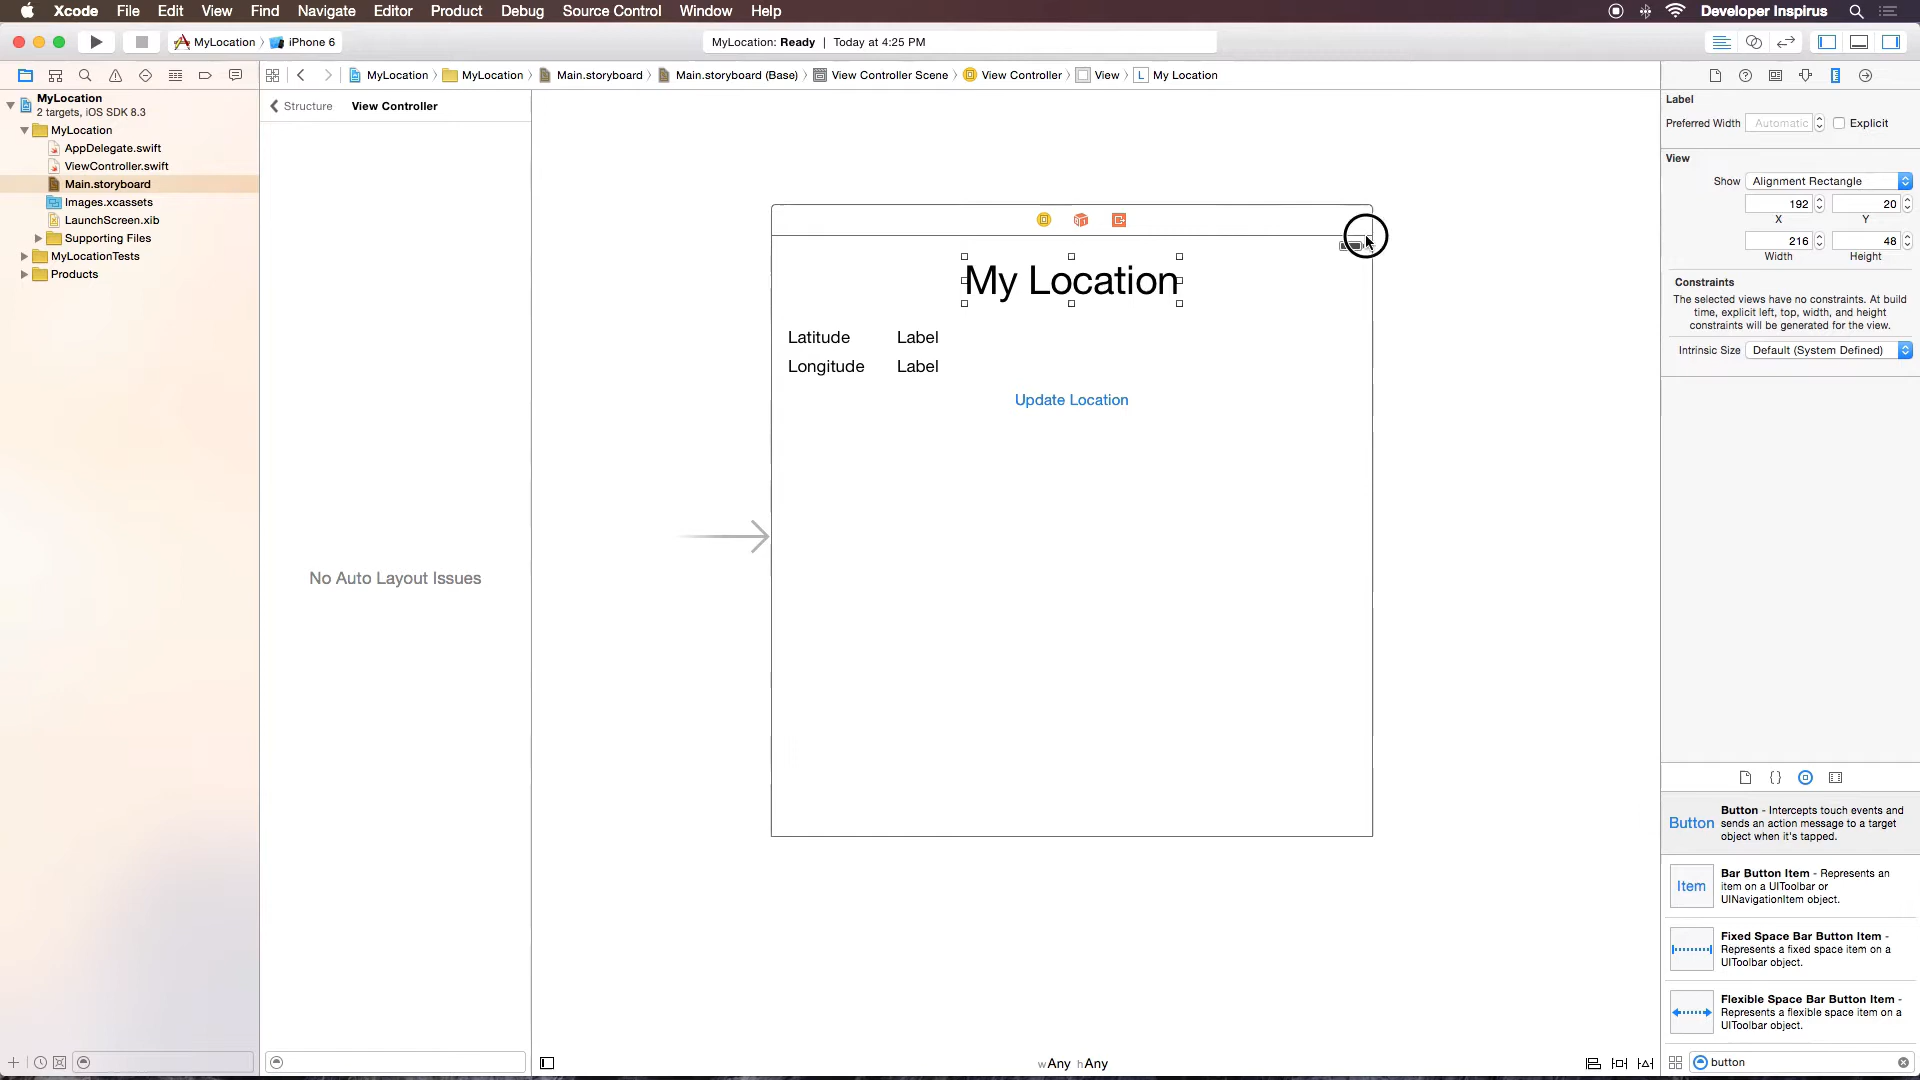 Xcode File Edit View Find Navigate Editor Product Debug Source Control Window Help Developer Inspirus
MyLocation iPhone 6 MyLocation: Ready | Today at 4:25 PM
MyLocation MyLocation Main.storyboard Main.storyboard (Base) View Controller Scene View Controller View L My Location
MyLocation
2 targets, iOS SDK 8.3
MyLocation
AppDelegate.swift
ViewController.swift
Main.storyboard
Images.xcassets
LaunchScreen.xib
Supporting Files
MyLocationTests
Products
Structure View Controller
No Auto Layout Issues
My Location
Latitude Label
Longitude Label
Update Location
wAny hAny
Label
Preferred Width Automatic Explicit
View
Show Alignment Rectangle
192 20
X Y
216 48
Width Height
Constraints
The selected views have no constraints. At build
time, explicit left, top, width, and height
constraints will be generated for the view.
Intrinsic Size Default (System Defined)
Button
Button - Intercepts touch events and
sends an action message to a target
object when it's tapped.
Item
Bar Button Item - Represents an
item on a UIToolbar or
UINavigationItem object.
Fixed Space Bar Button Item -
Represents a fixed space item on a
UIToolbar object.
Flexible Space Bar Button Item -
Represents a flexible space item on a
UIToolbar object.
button